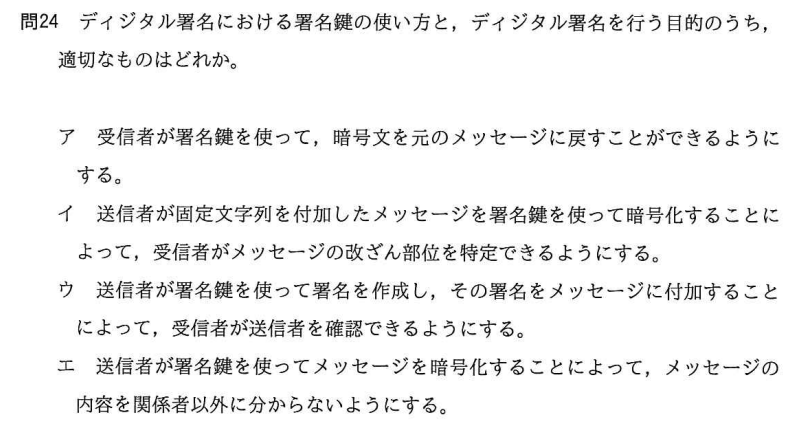 問24 ディジタル署名における署名鍵の使い方と，ディジタル署名を行う目的のうち，
適切なものはどれか。
ア 受信者が署名鍵を使って，暗号文を元のメッセージに戻すことができるように
する。
イ 送信者が固定文字列を付加したメッセージを署名鍵を使って暗号化することに
よって，受信者がメッセージの改ざん部位を特定できるようにする。
ウ 送信者が署名鍵を使って署名を作成し，その署名をメッセージに付加すること
によって，受信者が送信者を確認できるようにする。
エ 送信者が署名鍵を使ってメッセージを暗号化することによって，メッセージの
内容を関係者以外に分からないようにする。